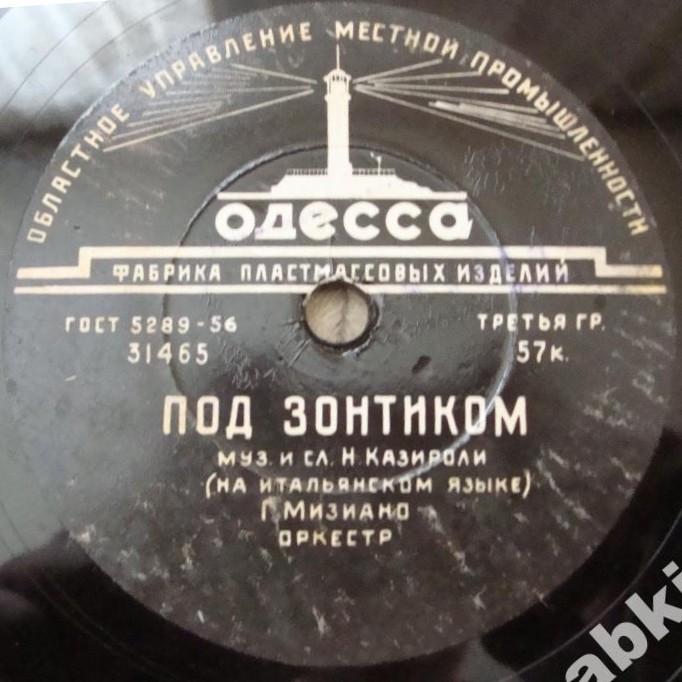 ОБЛАСТНОЕ УПРАВЛЕНИЕ МЕСТНОЙ ПРОМЫШЛЕННОСТИ
ОДЕССА
ФАБРИКА ПЛАСТМАССОВЫХ ИЗДЕЛИЙ
ГОСТ 5289-56 ТРЕТЬЯ ГР.
31465 57к.
ПОД ЗОНТИКОМ
МУЗ. И СЛ. Н. КАЗИРОЛИ
(НА ИТАЛЬЯНСКОМ ЯЗЫКЕ)
Г. МИЗИАНО
ОРКЕСТР